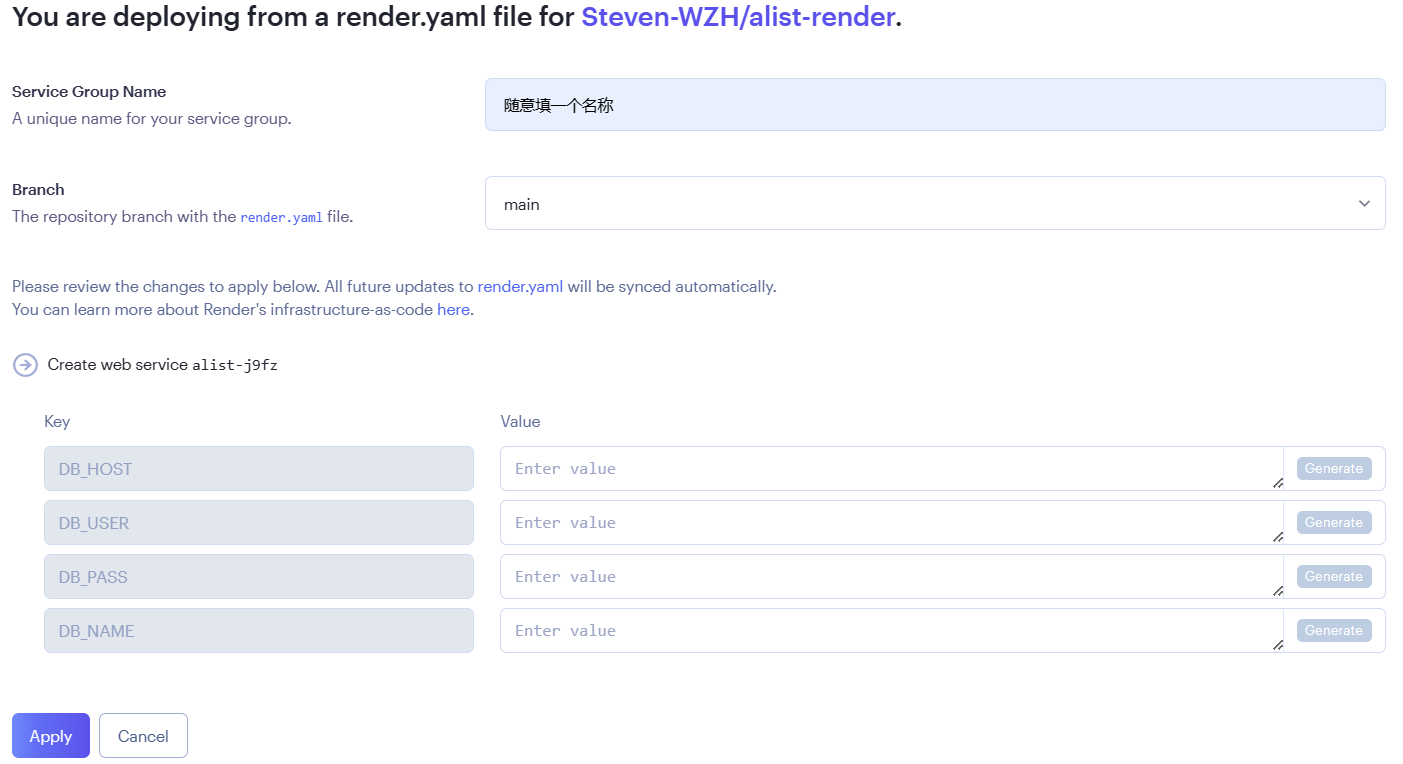 You are deploying from a render.yaml file for Steven-WZH/alist-render.
Service Group Name
A unique name for your service group.
随意填一个名称
Branch
The repository branch with the render.yaml file.
main
Please review the changes to apply below. All future updates to render.yaml will be synced automatically.
You can learn more about Render's infrastructure-as-code here.
Create web service alist-j9fz
Key Value
DB_HOST Enter value Generate
DB_USER Enter value Generate
DB_PASS Enter value Generate
DB_NAME Enter value Generate
Apply Cancel